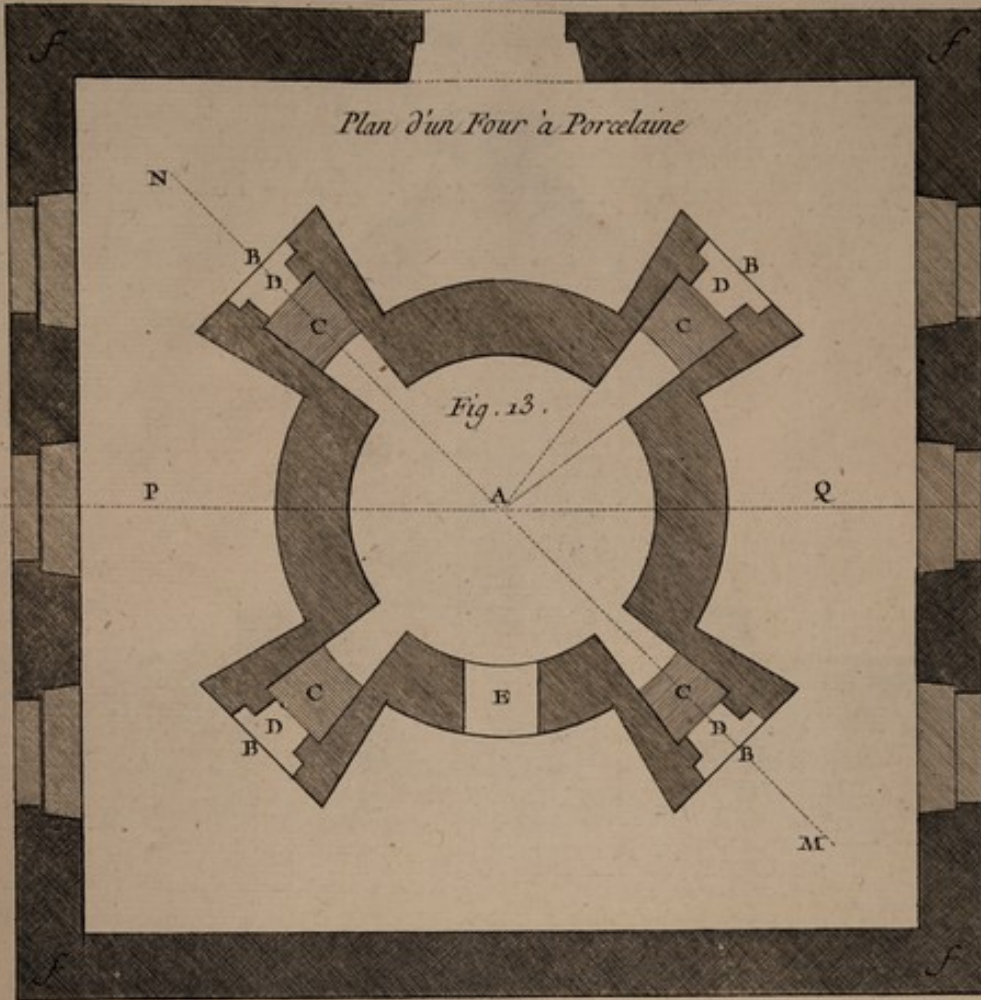 f f
Plan d'un Four à Porcelaine
N
B B
D D
C C
Fig. 13.
A
P Q
C E C
D D
B B
M
f f